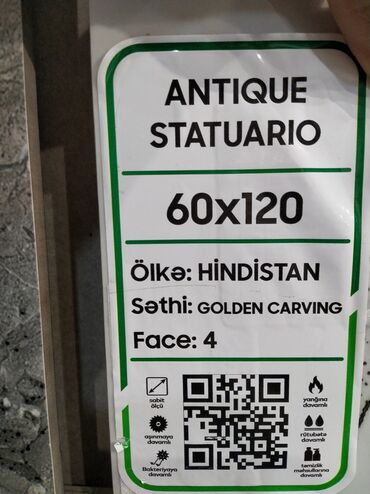 ANTIQUE
STATUARIO
60x120
Ölkə: HİNDİSTAN
Səthi: GOLDEN CARVING
Face: 4
sabit
ölçü
aşınmaya
davamlı
Bakteriyaya
davamlı
yanğına
davamlı
rütubətə
davamlı
təmizlik
məhsullarına
davamlı